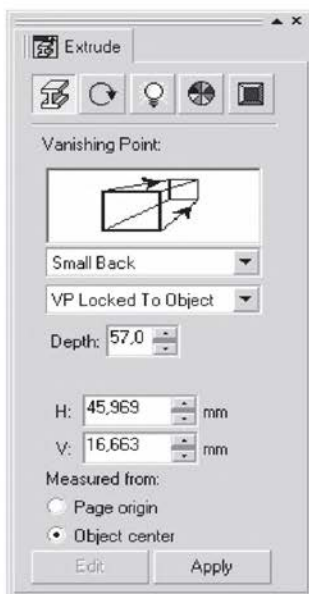 Extrude
Vanishing Point:
Small Back
VP Locked To Object
Depth: 57,0
H: 45,969 mm
V: 16,663 mm
Measured from:
Page origin
Object center
Edit Apply